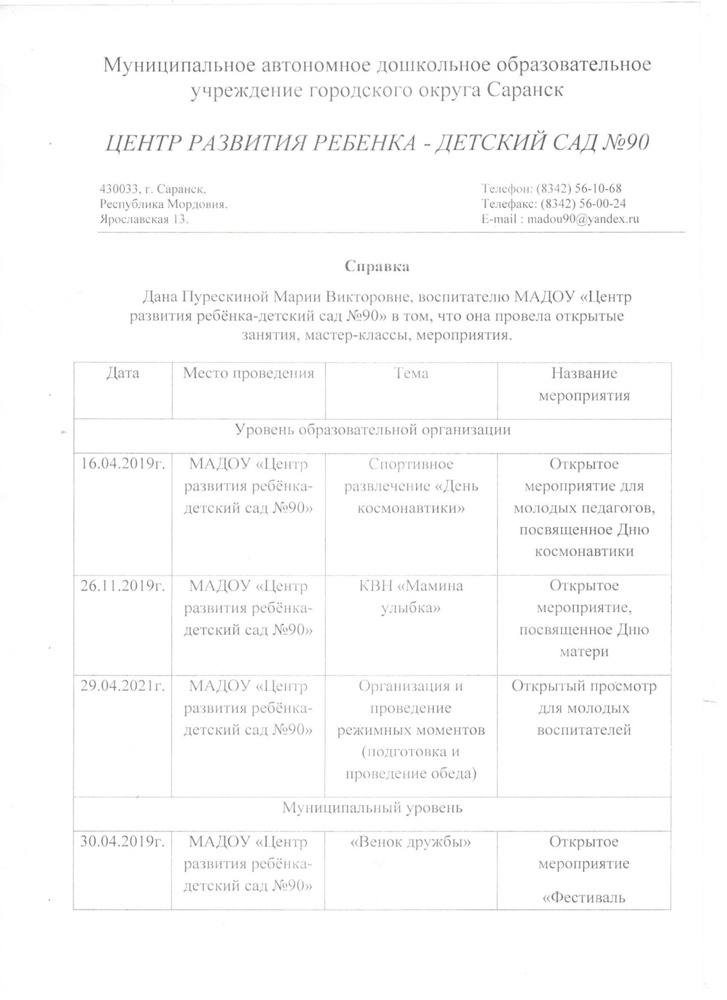 Муниципальное автономное дошкольное образовательное
учреждение городского округа Саранск
ЦЕНТР РАЗВИТИЯ РЕБЕНКА - ДЕТСКИЙ САД №90
430033, г. Саранск,
Республика Мордовия.
Ярославская 13.
Телефон: (8342) 56-10-68
Телефакс: (8342) 56-00-24
E-mail : madou90@yandex.ru
Справка
Дана Пурескиной Марии Викторовне, воспитателю МАДОУ «Центр
развития ребёнка-детский сад №90» в том, что она провела открытые
занятия, мастер-классы, мероприятия.
Дата
Место проведения
Тема
Название
мероприятия
Уровень образовательной организации
16.04.2019г.
МАДОУ «Центр
развития ребёнка-
детский сад №90»
Спортивное
развлечение «День
космонавтики»
Открытое
мероприятие для
молодых педагогов,
посвященное Дню
космонавтики
26.11.2019г.
МАДОУ «Центр
развития ребёнка-
детский сад №90»
КВН «Мамина
улыбка»
Открытое
мероприятие,
посвященное Дню
матери
29.04.2021г.
МАДОУ «Центр
развития ребёнка-
детский сад №90»
Организация и
проведение
режимных моментов
(подготовка и
проведение обеда)
Открытый просмотр
для молодых
воспитателей
Муниципальный уровень
30.04.2019г.
МАДОУ «Центр
развития ребёнка-
детский сад №90»
«Венок дружбы»
Открытое
мероприятие
«Фестиваль